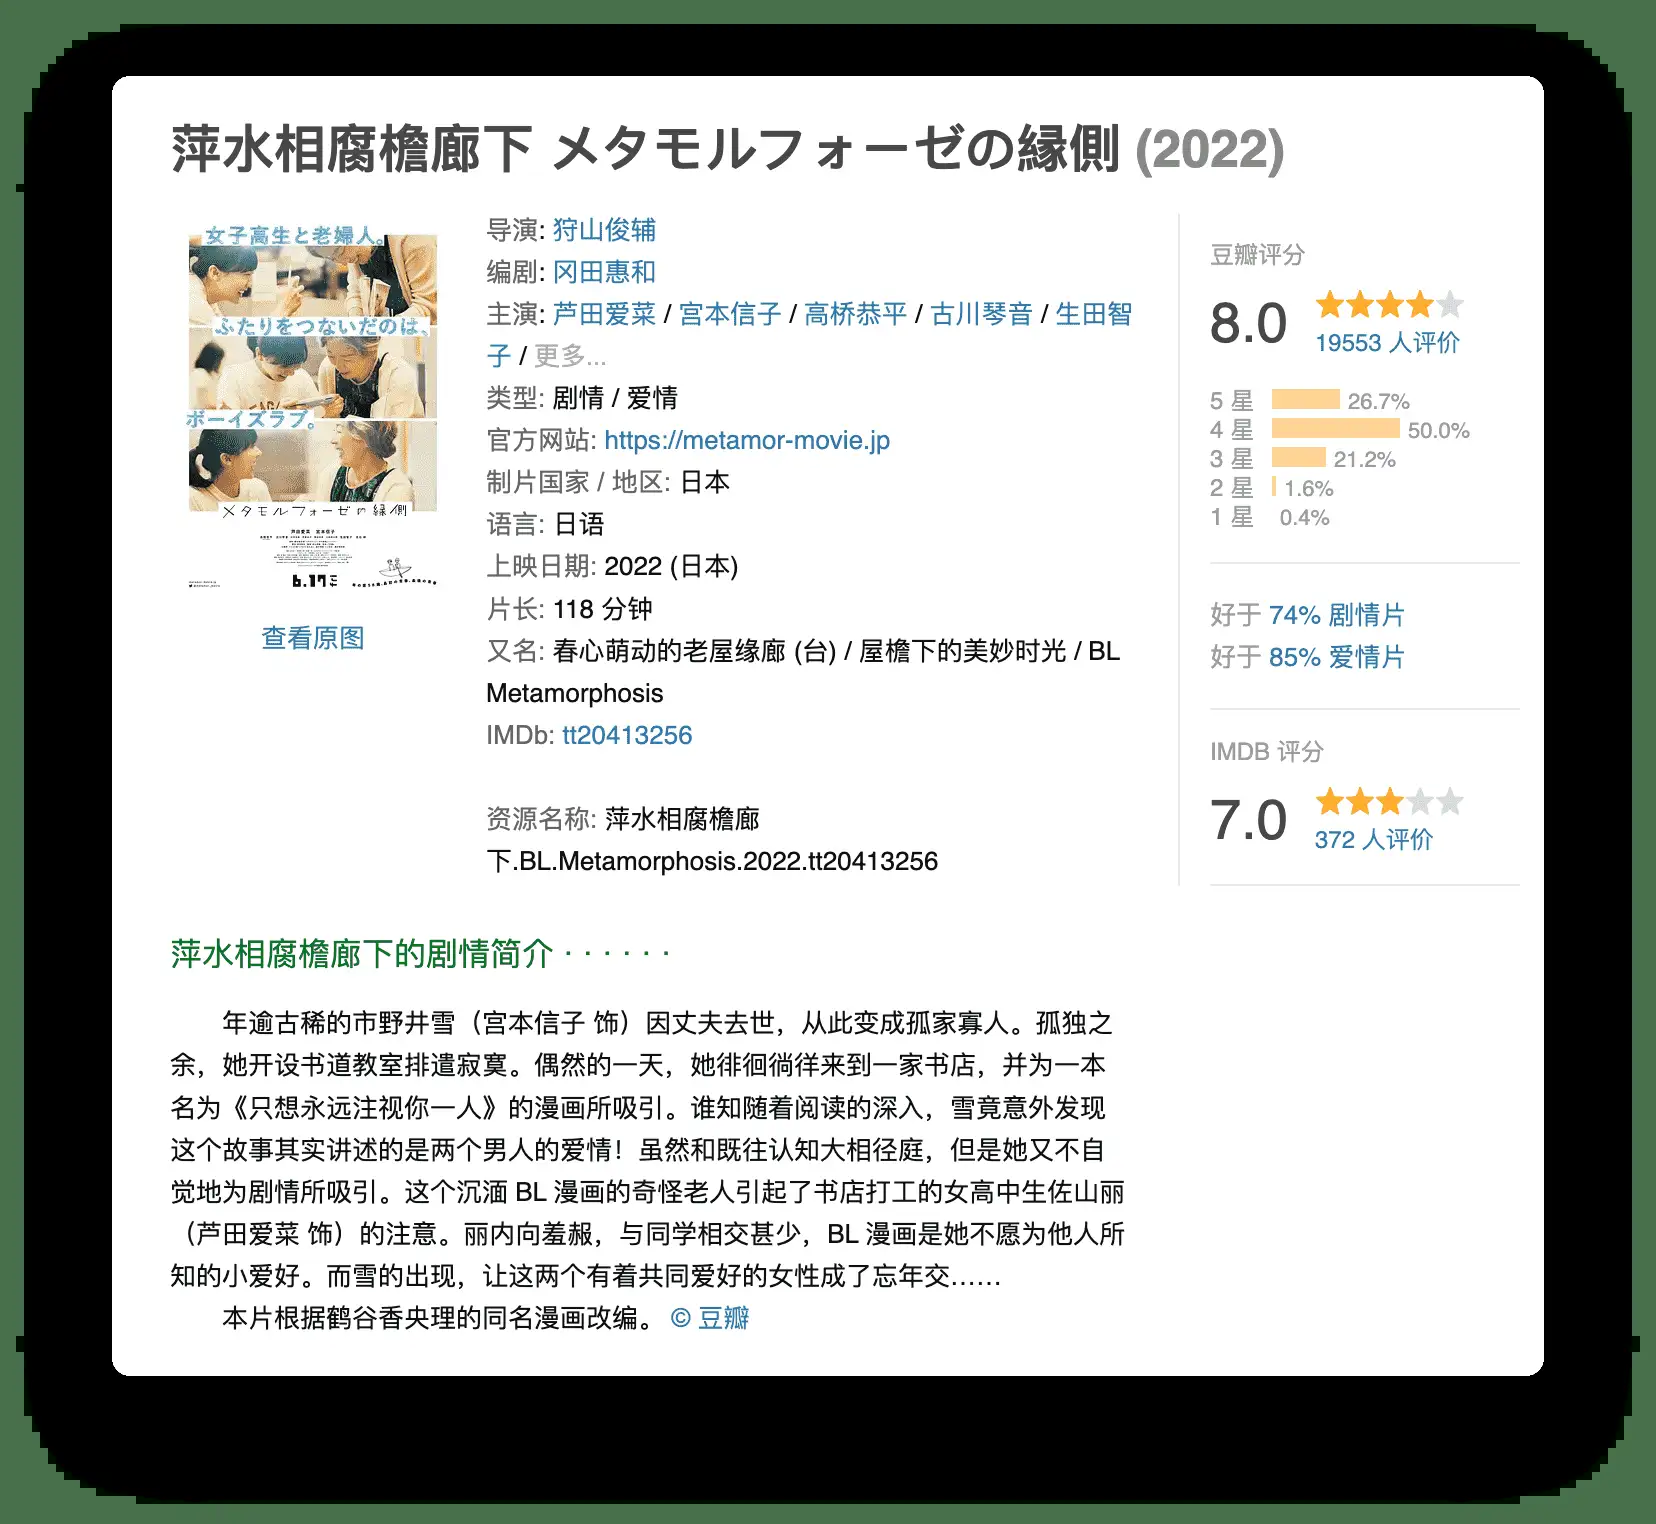 萍水相腐檐廊下 メタモルフォーゼの縁側 (2022)
女子高生と老婦人。
ふたりをつないだのは、
ボーイズラブ。
メタモルフォーゼの縁側
芦田愛菜 宮本信子
6.17
查看原图
导演: 狩山俊辅
编剧: 冈田惠和
主演: 芦田爱菜 / 宫本信子 / 高桥恭平 / 古川琴音 / 生田智
子 / 更多...
类型: 剧情 / 爱情
官方网站: https://metamor-movie.jp
制片国家 / 地区: 日本
语言: 日语
上映日期: 2022 (日本)
片长: 118 分钟
又名: 春心萌动的老屋缘廊 (台) / 屋檐下的美妙时光 / BL
Metamorphosis
IMDb: tt20413256
资源名称: 萍水相腐檐廊
下.BL.Metamorphosis.2022.tt20413256
豆瓣评分
8.0
19553 人评价
5 星 26.7%
4 星 50.0%
3 星 21.2%
2 星 1.6%
1 星 0.4%
好于 74% 剧情片
好于 85% 爱情片
IMDB 评分
7.0
372 人评价
萍水相腐檐廊下的剧情简介 · · · · · ·
年逾古稀的市野井雪（宫本信子 饰）因丈夫去世，从此变成孤家寡人。孤独之
余，她开设书道教室排遣寂寞。偶然的一天，她徘徊徜徉来到一家书店，并为一本
名为《只想永远注视你一人》的漫画所吸引。谁知随着阅读的深入，雪竟意外发现
这个故事其实讲述的是两个男人的爱情！虽然和既往认知大相径庭，但是她又不自
觉地为剧情所吸引。这个沉湎 BL 漫画的奇怪老人引起了书店打工的女高中生佐山丽
（芦田爱菜 饰）的注意。丽内向羞赧，与同学相交甚少，BL 漫画是她不愿为他人所
知的小爱好。而雪的出现，让这两个有着共同爱好的女性成了忘年交……
本片根据鹤谷香央理的同名漫画改编。 © 豆瓣